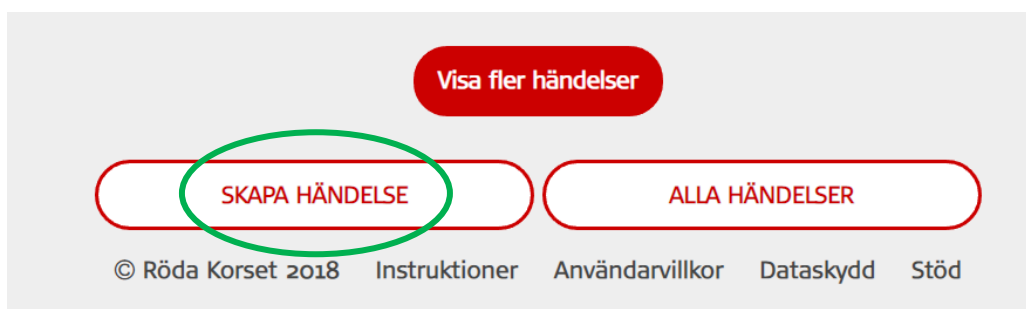 Visa fler händelser
SKAPA HÄNDELSE ALLA HÄNDELSER
© Röda Korset 2018 Instruktioner Användarvillkor Dataskydd Stöd